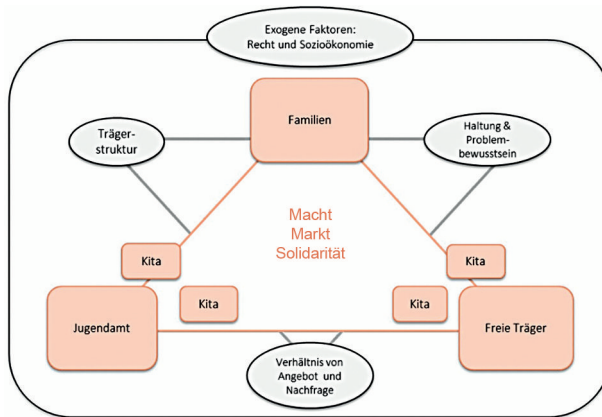 Exogene Faktoren:
Recht und Sozioökonomie
Familien
Träger-
struktur
Haltung &
Problem-
bewusstsein
Macht
Markt
Solidarität
Kita
Kita
Kita
Kita
Jugendamt
Freie Träger
Verhältnis von
Angebot und
Nachfrage